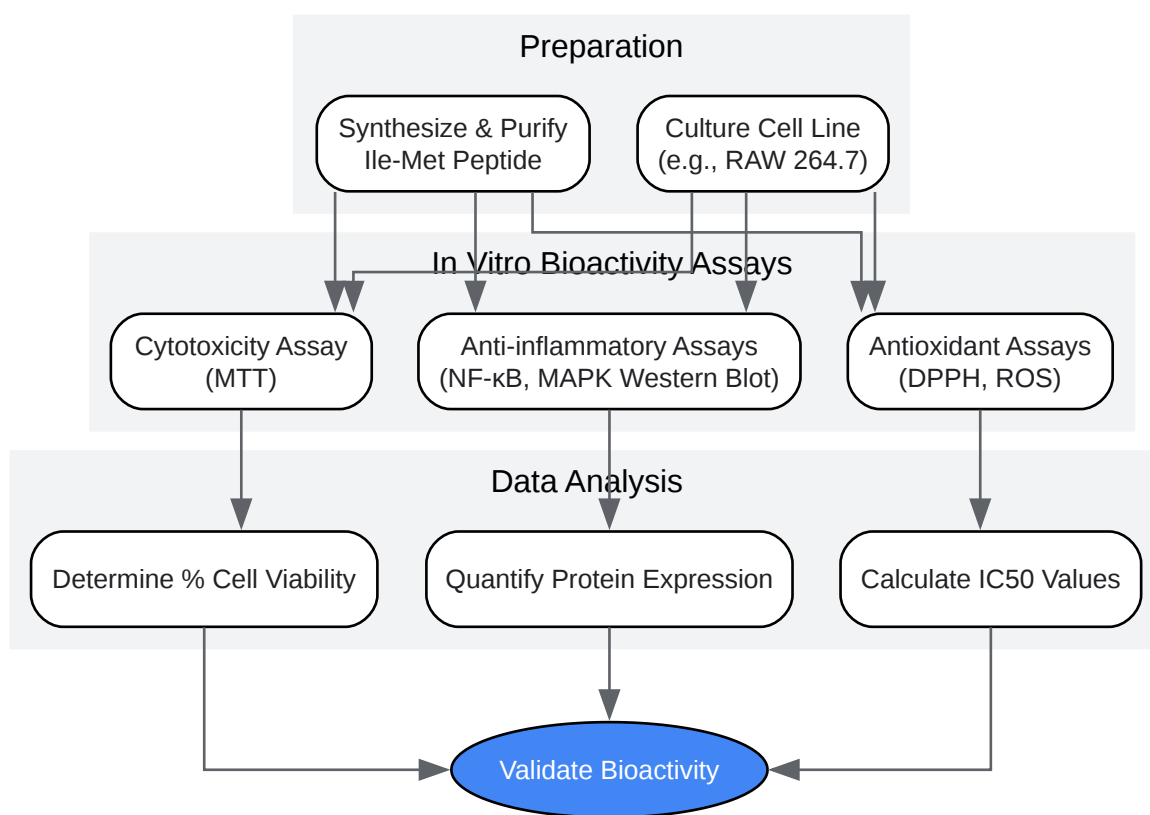 Preparation
Synthesize & Purify
Ile-Met Peptide
Culture Cell Line
(e.g., RAW 264.7)
In Vitro Bioactivity Assays
Cytotoxicity Assay
(MTT)
Anti-inflammatory Assays
(NF-κB, MAPK Western Blot)
Antioxidant Assays
(DPPH, ROS)
Data Analysis
Determine % Cell Viability
Quantify Protein Expression
Calculate IC50 Values
Validate Bioactivity